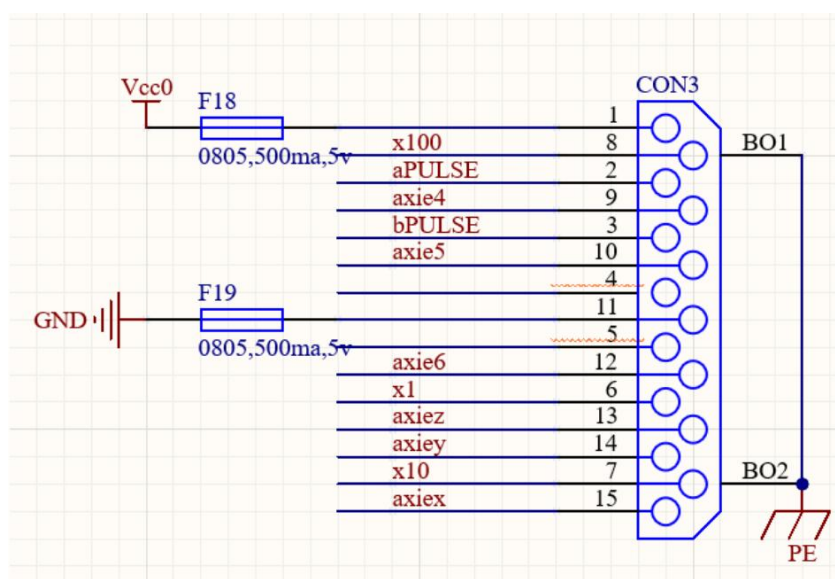 CON3
Vcc0
F18
0805,500ma,5v
1
x100 8 BO1
aPULSE 2
axie4 9
bPULSE 3
axie5 10
4
F19
GND 11
0805,500ma,5v
5
axie6 12
x1 6
axiez 13
axiey 14
x10 7 BO2
axiex 15
PE